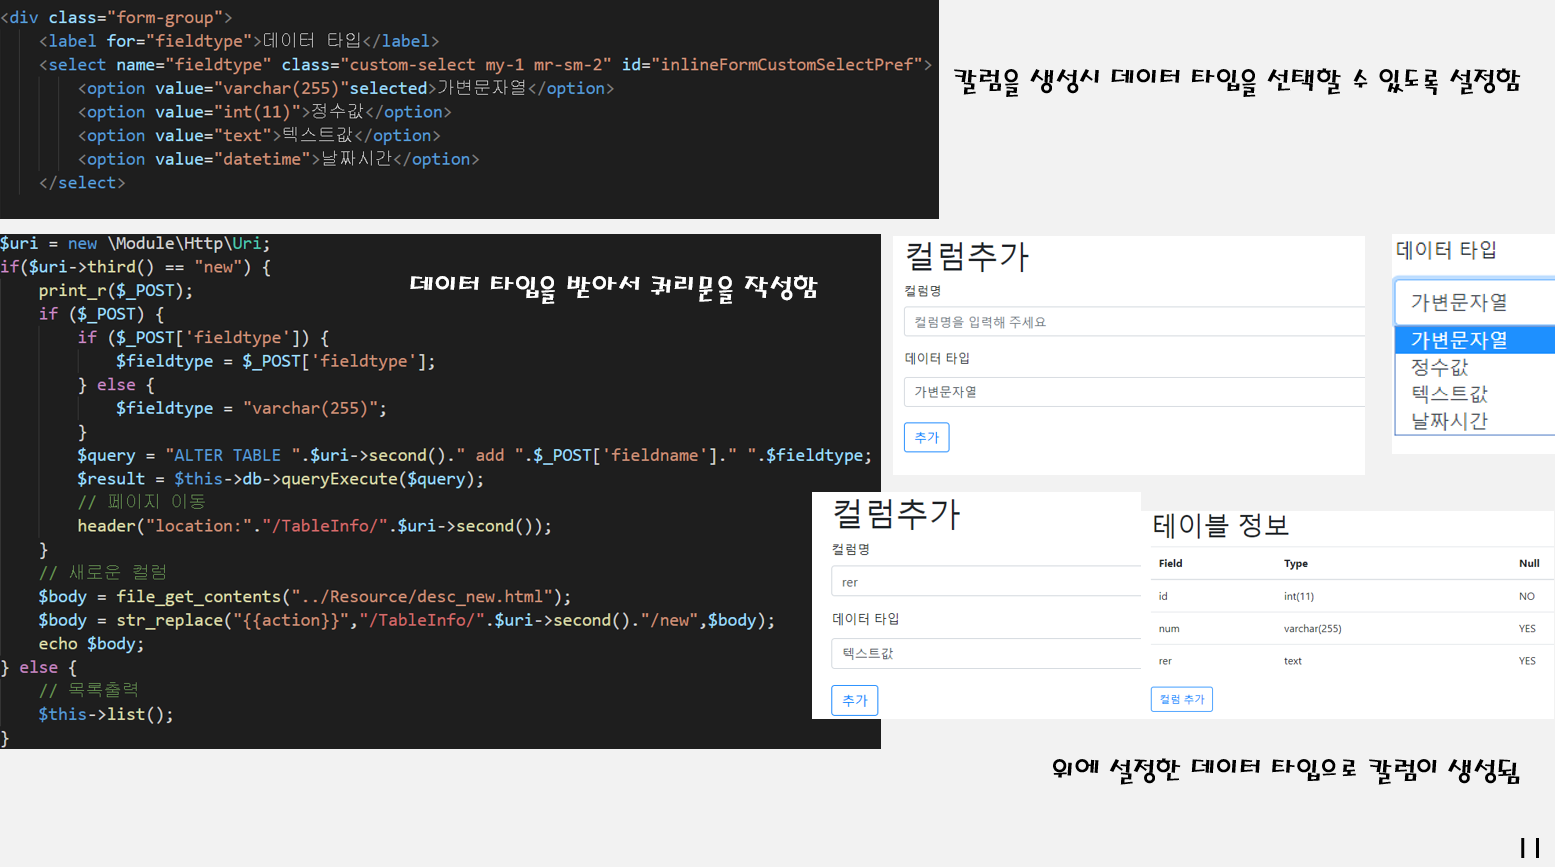 <div class="form-group">
<label for="fieldtype">데이터 타입</label>
<select name="fieldtype" class="custom-select my-1 mr-sm-2" id="inlineFormCustomSelectPref">
<option value="varchar(255)"selected>가변문자열</option>
<option value="int(11)">정수값</option>
<option value="text">텍스트값</option>
<option value="datetime">날짜시간</option>
</select>
칼럼을 생성시 데이터 타입을 선택할 수 있도록 설정함
$uri = new \Module\Http\Uri;
if($uri->third() == "new") {
print_r($_POST);
if ($_POST) {
if ($_POST['fieldtype']) {
$fieldtype = $_POST['fieldtype'];
} else {
$fieldtype = "varchar(255)";
}
$query = "ALTER TABLE ".$uri->second()." add ".$_POST['fieldname']." ".$fieldtype;
$result = $this->db->queryExecute($query);
// 페이지 이동
header("location:"."/TableInfo/".$uri->second());
}
// 새로운 컬럼
$body = file_get_contents("../Resource/desc_new.html");
$body = str_replace("{{action}}","/TableInfo/".$uri->second()."/new",$body);
echo $body;
} else {
// 목록출력
$this->list();
}
데이터 타입을 받아서 쿼리문을 작성함
컬럼추가
컬럼명
컬럼명을 입력해 주세요
데이터 타입
가변문자열
추가
데이터 타입
가변문자열
가변문자열
정수값
텍스트값
날짜시간
컬럼추가
컬럼명
rer
데이터 타입
텍스트값
추가
테이블 정보
Field Type Null
id int(11) NO
num varchar(255) YES
rer text YES
컬럼 추가
위에 설정한 데이터 타입으로 칼럼이 생성됨
11